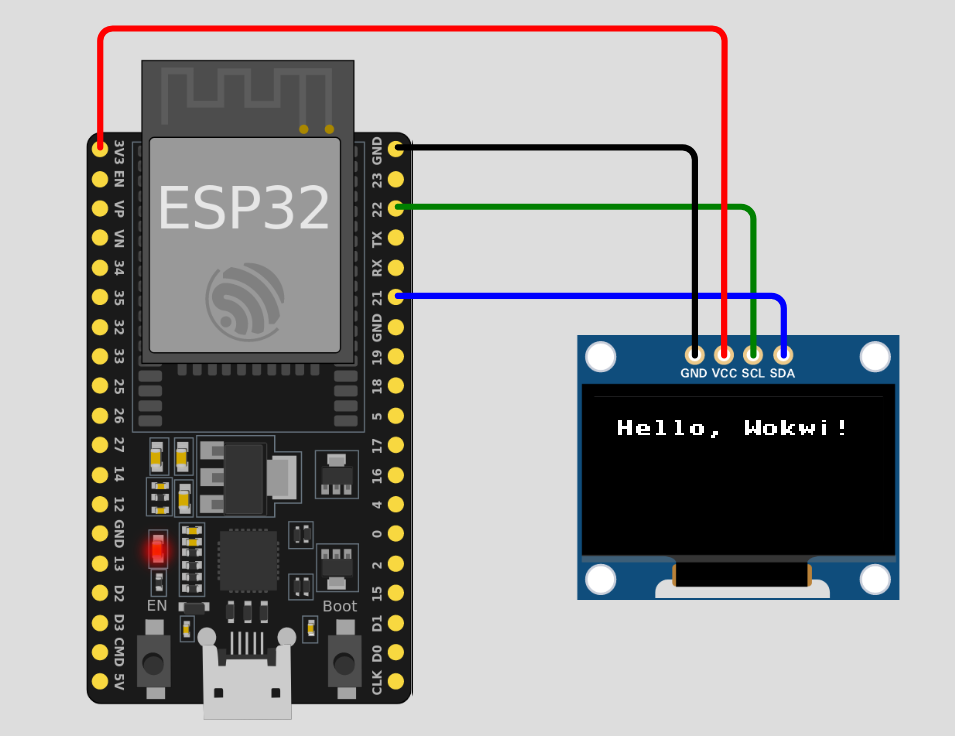 ESP32
3V3
EN
VP
VN
34
35
32
33
25
26
27
14
12
GND
13
D2
D3
CMD
5V
GND
23
22
TX
RX
21
GND
19
18
5
17
16
4
0
2
15
D1
D0
CLK
EN
Boot
GND VCC SCL SDA
Hello, Wokwi!